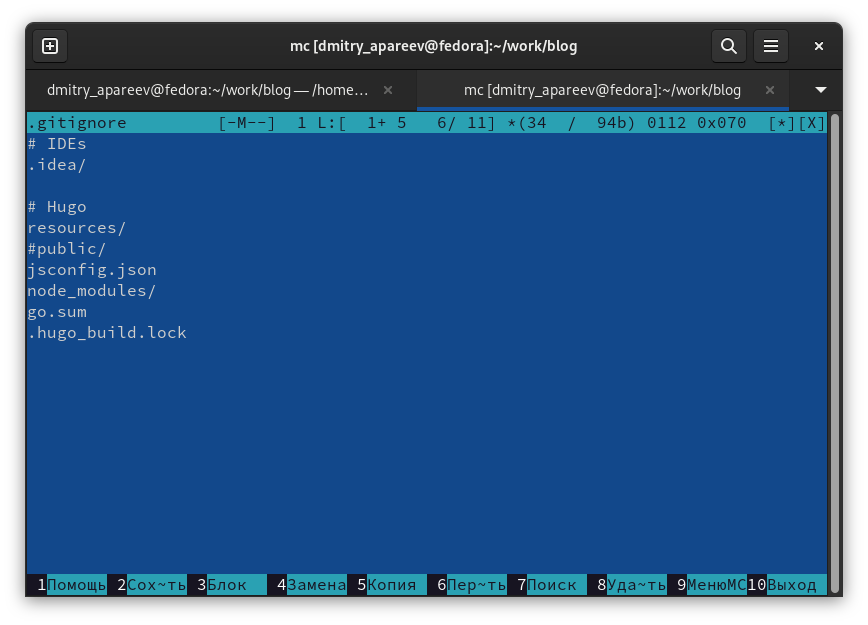 mc [dmitry_apareev@fedora]:~/work/blog
dmitry_apareev@fedora:~/work/blog — /home…
mc [dmitry_apareev@fedora]:~/work/blog
.gitignore [-M--] 1 L:[ 1+ 5 6/ 11] *(34 / 94b) 0112 0x070 [*][X]
# IDEs
.idea/
# Hugo
resources/
#public/
jsconfig.json
node_modules/
go.sum
.hugo_build.lock
1Помощь 2Сох~ть 3Блок 4Замена 5Копия 6Пер~ть 7Поиск 8Уда~ть 9МенюMC10Выход